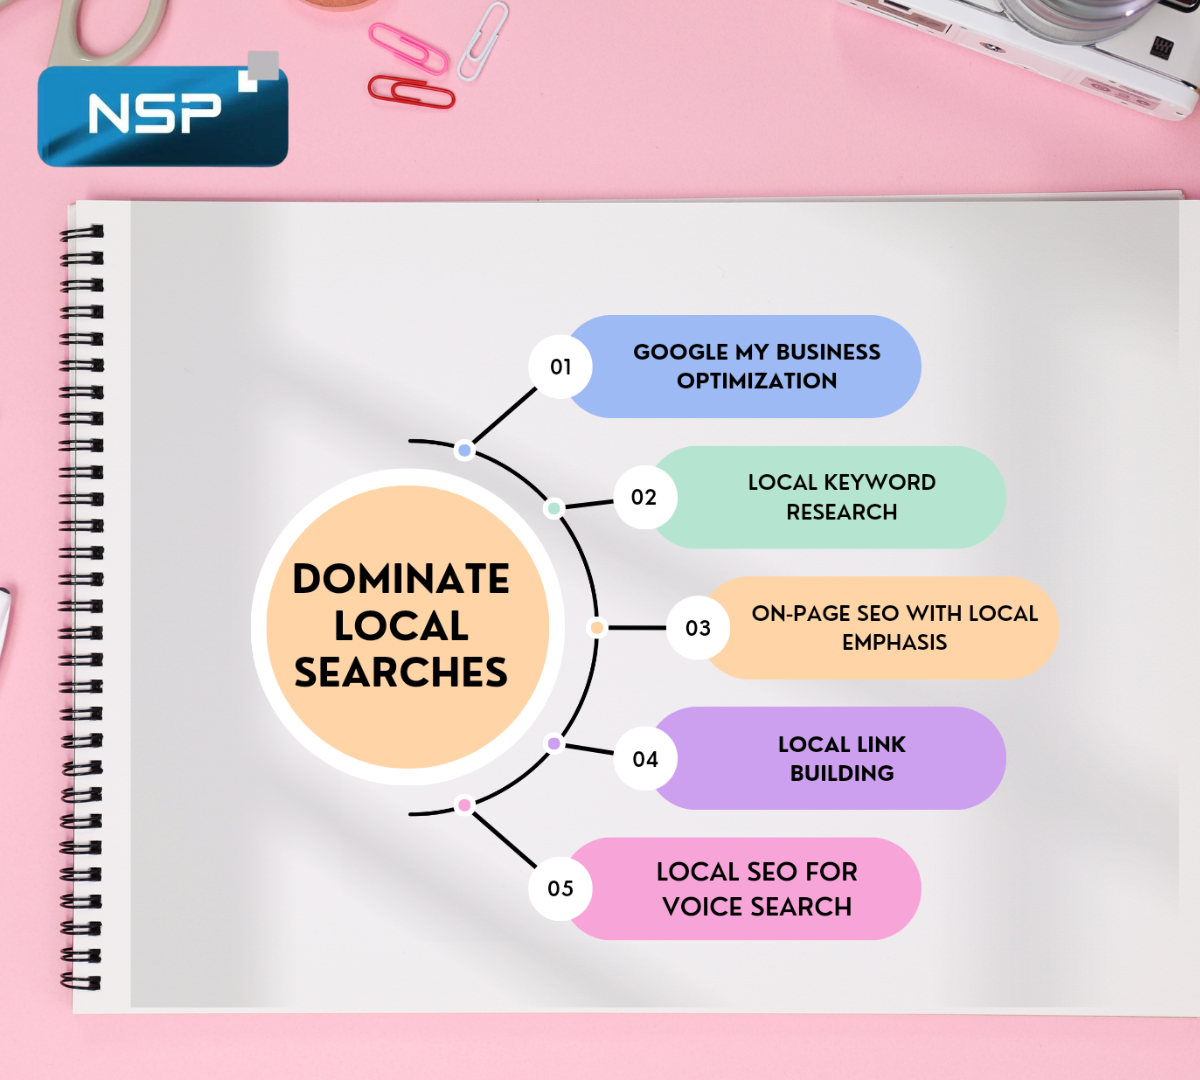 NSP
01
GOOGLE MY BUSINESS
OPTIMIZATION
02
LOCAL KEYWORD
RESEARCH
DOMINATE
LOCAL
SEARCHES
03
ON-PAGE SEO WITH LOCAL
EMPHASIS
04
LOCAL LINK
BUILDING
05
LOCAL SEO FOR
VOICE SEARCH